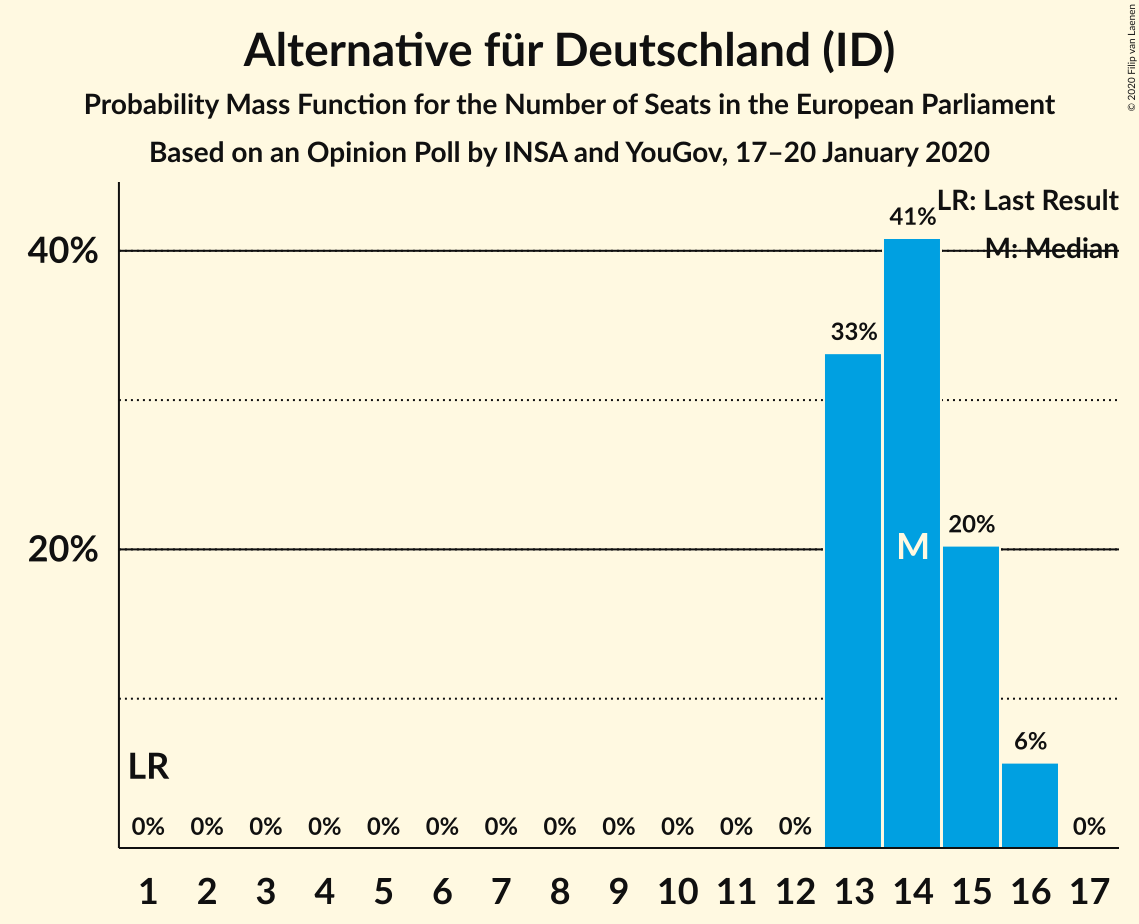 Alternative für Deutschland (ID)
Probability Mass Function for the Number of Seats in the European Parliament
Based on an Opinion Poll by INSA and YouGov, 17–20 January 2020
© 2020 Filip van Laenen
LR: Last Result
M: Median
40%
20%
41%
33%
M
20%
6%
LR
0% 0% 0% 0% 0% 0% 0% 0% 0% 0% 0% 0% 0%
1 2 3 4 5 6 7 8 9 10 11 12 13 14 15 16 17